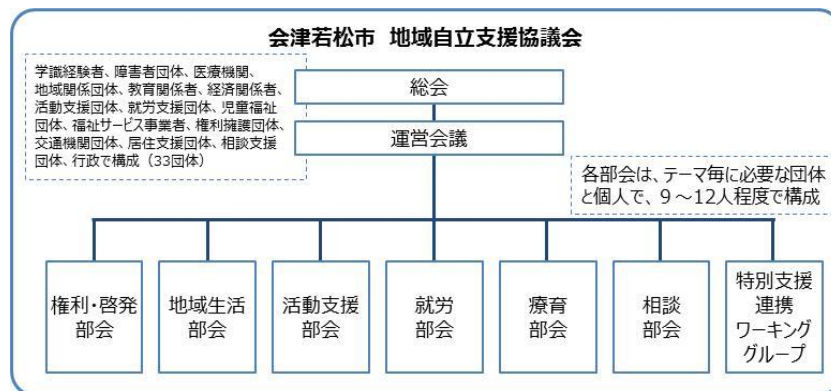 会津若松市 地域自立支援協議会
学識経験者、障害者団体、医療機関、
地域関係団体、教育関係者、経済関係者、
活動支援団体、就労支援団体、児童福祉
団体、福祉サービス事業者、権利擁護団体、
交通機関団体、居住支援団体、相談支援
団体、行政で構成（33団体）
総会
運営会議
各部会は、テーマ毎に必要な団体
と個人で、9～12人程度で構成
権利・啓発
部会
地域生活
部会
活動支援
部会
就労
部会
療育
部会
相談
部会
特別支援
連携
ワーキング
グループ